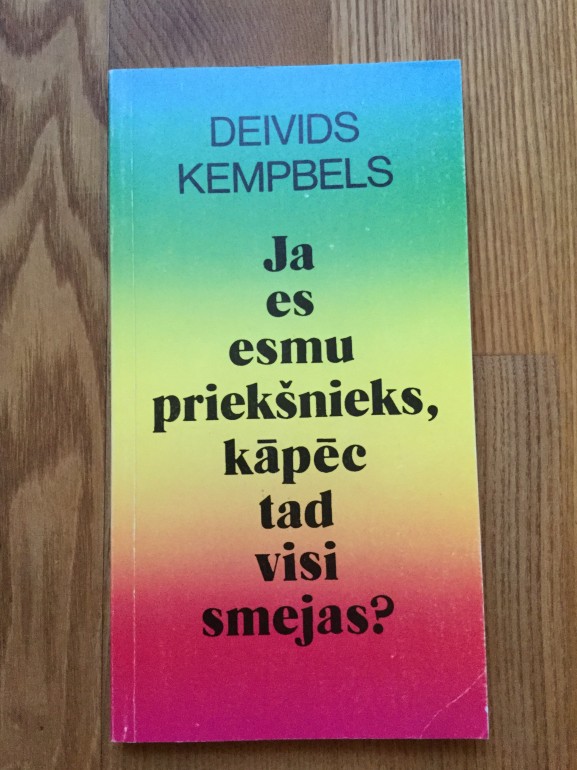 DEIVIDS
KEMPBELS
Ja
es
esmu
priekšnieks,
kāpēc
tad
visi
smejas?